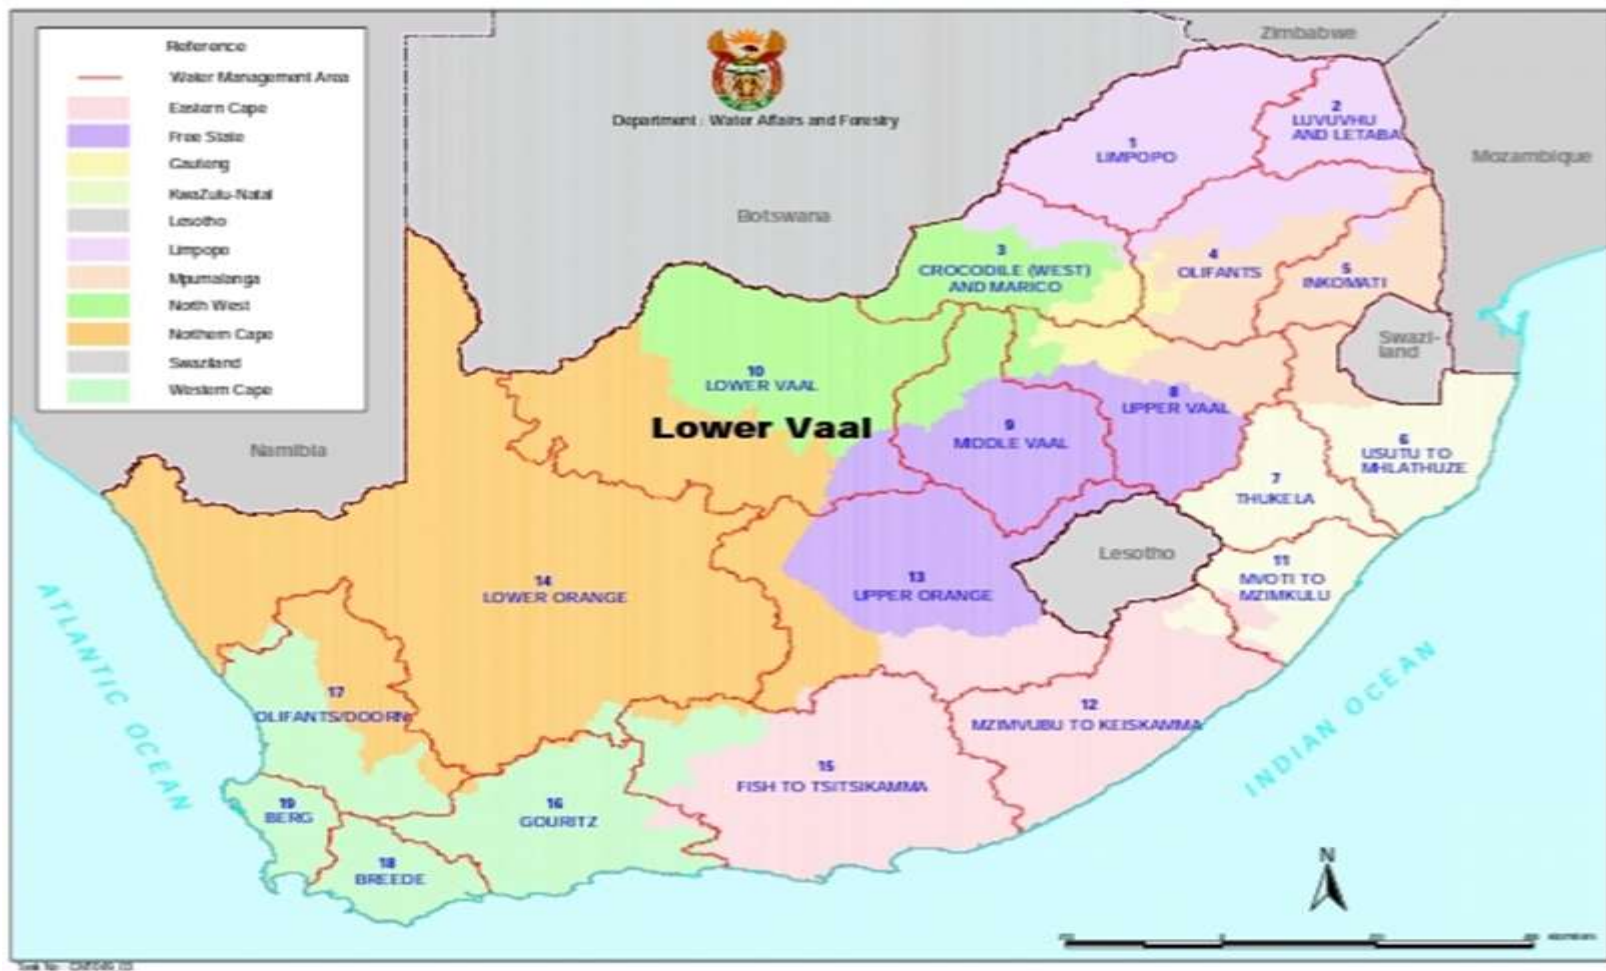 Reference
Water Management Area
Eastern Cape
Free State
Gauteng
KwaZulu-Natal
Lesotho
Limpopo
Mpumalanga
North West
Northern Cape
Swaziland
Western Cape
Department : Water Affairs and Forestry
Zimbabwe
Mozambique
Botswana
Namibia
Swazi-
land
Lesotho
1
LIMPOPO
2
LUVUVHU
AND LETABA
3
CROCODILE (WEST)
AND MARICO
4
OLIFANTS
5
INKOMATI
10
LOWER VAAL
Lower Vaal
9
MIDDLE VAAL
8
UPPER VAAL
6
USUTU TO
MHLATHUZE
7
THUKELA
11
MVOTI TO
MZIMKULU
13
UPPER ORANGE
14
LOWER ORANGE
12
MZIMVUBU TO KEISKAMMA
17
OLIFANTS/DOORN
15
FISH TO TSITSIKAMMA
16
GOURITZ
19
BERG
18
BREEDE
ATLANTIC OCEAN
INDIAN OCEAN
N